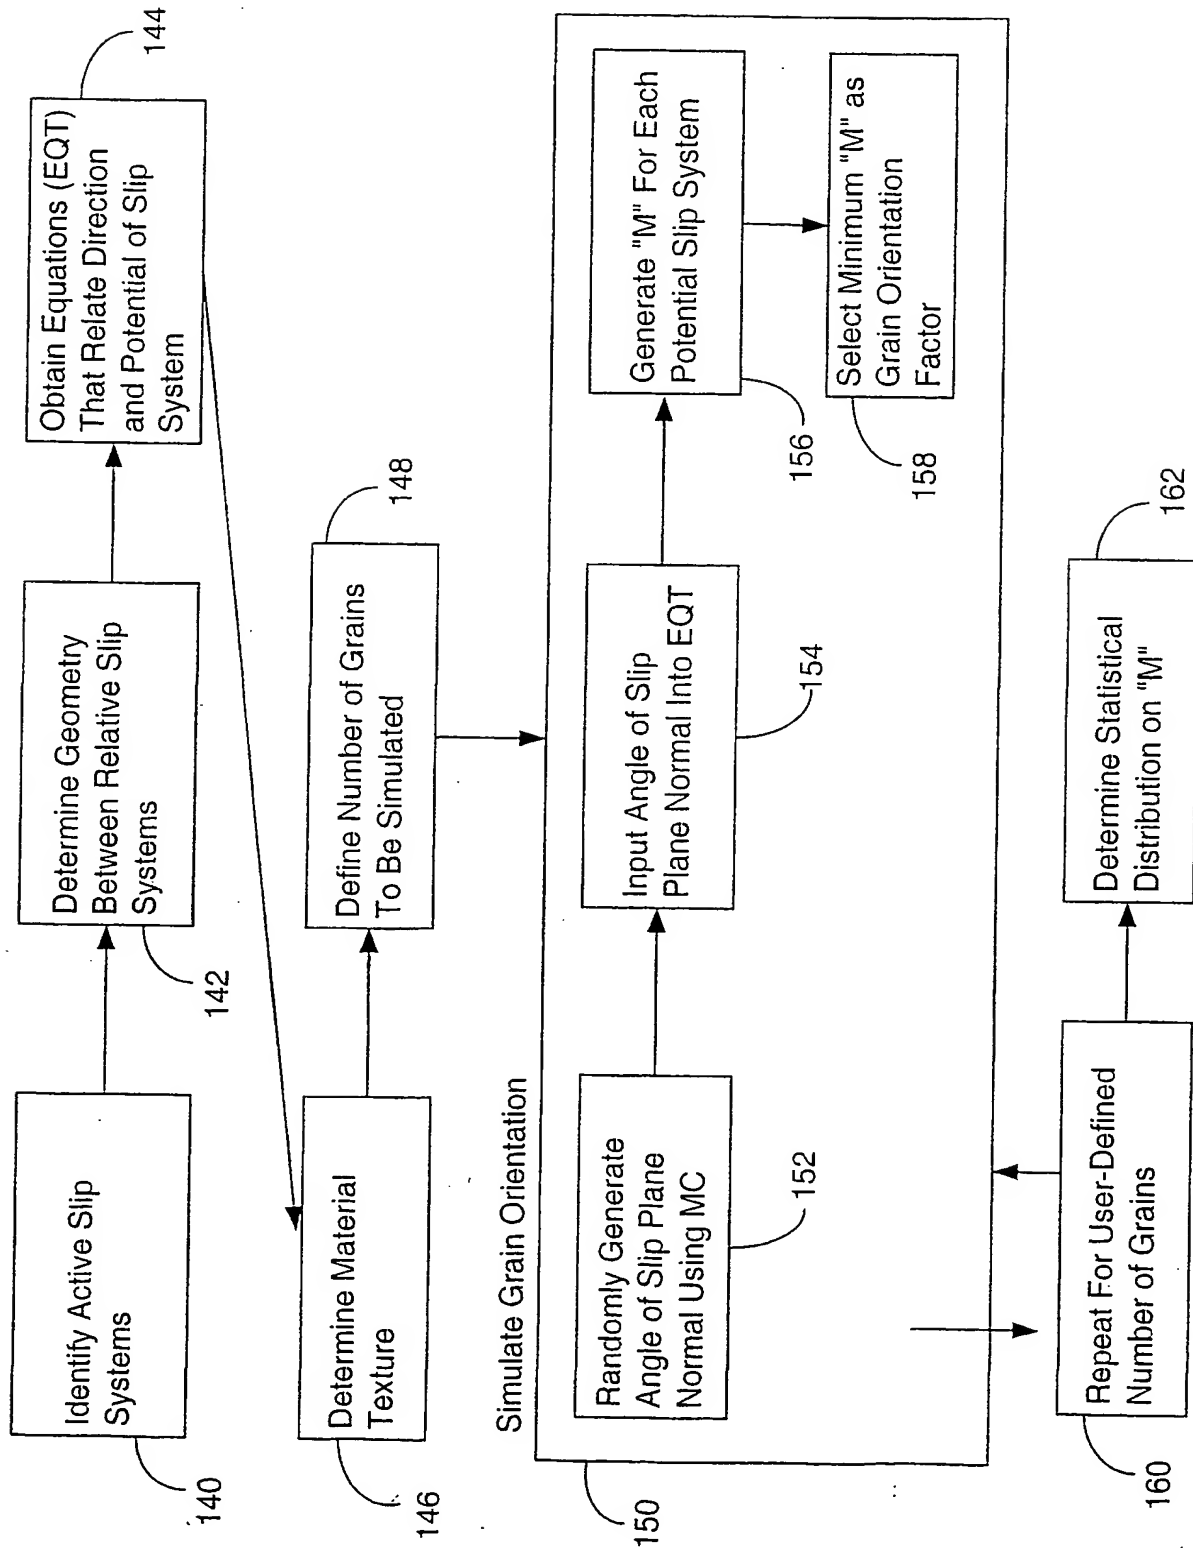 Identify Active Slip
Systems
140
Determine Geometry
Between Relative Slip
Systems
142
Obtain Equations (EQT)
That Relate Direction
and Potential of Slip
System
144
Determine Material
Texture
146
Define Number of Grains
To Be Simulated
148
Simulate Grain Orientation
150
Randomly Generate
Angle of Slip Plane
Normal Using MC
152
Input Angle of Slip
Plane Normal Into EQT
154
Generate "M" For Each
Potential Slip System
156
Select Minimum "M" as
Grain Orientation
Factor
158
Repeat For User-Defined
Number of Grains
160
Determine Statistical
Distribution on "M"
162